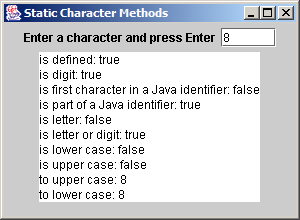 Static Character Methods
Enter a character and press Enter 8
is defined: true
is digit: true
is first character in a Java identifier: false
is part of a Java identifier: true
is letter: false
is letter or digit: true
is lower case: false
is upper case: false
to upper case: 8
to lower case: 8